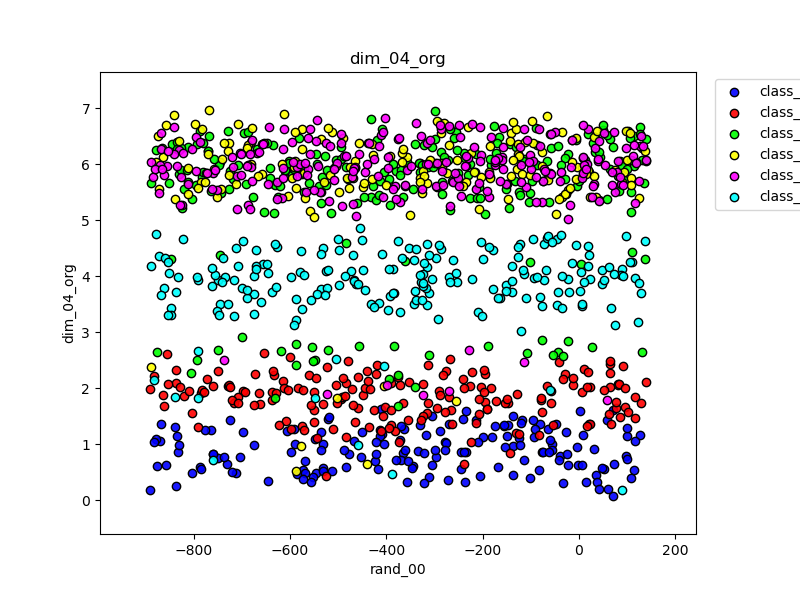 dim_04_org
7
6
5
4
3
2
1
0
dim_04_org
−800
−600
−400
−200
0
200
rand_00
class_
class_
class_
class_
class_
class_